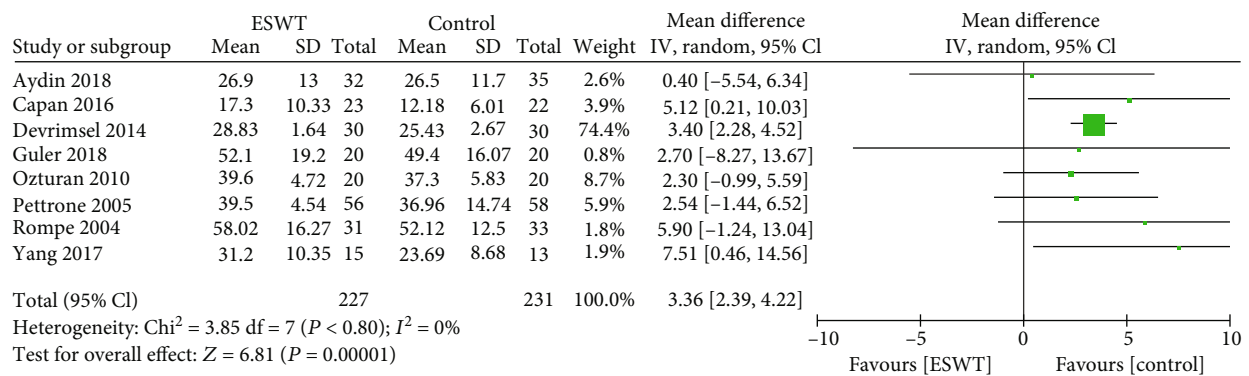 ESWT Control Mean difference Mean difference
Study or subgroup Mean SD Total Mean SD Total Weight IV, random, 95% CI IV, random, 95% CI
Aydin 2018 26.9 13 32 26.5 11.7 35 2.6% 0.40 [–5.54, 6.34]
Capan 2016 17.3 10.33 23 12.18 6.01 22 3.9% 5.12 [0.21, 10.03]
Devrimsel 2014 28.83 1.64 30 25.43 2.67 30 74.4% 3.40 [2.28, 4.52]
Guler 2018 52.1 19.2 20 49.4 16.07 20 0.8% 2.70 [–8.27, 13.67]
Ozturan 2010 39.6 4.72 20 37.3 5.83 20 8.7% 2.30 [–0.99, 5.59]
Pettrone 2005 39.5 4.54 56 36.96 14.74 58 5.9% 2.54 [–1.44, 6.52]
Rompe 2004 58.02 16.27 31 52.12 12.5 33 1.8% 5.90 [–1.24, 13.04]
Yang 2017 31.2 10.35 15 23.69 8.68 13 1.9% 7.51 [0.46, 14.56]
Total (95% CI) 227 231 100.0% 3.36 [2.39, 4.22]
Heterogeneity: Chi² = 3.85 df = 7 (P < 0.80); I² = 0%
Test for overall effect: Z = 6.81 (P = 0.00001)
–10 –5 0 5 10
Favours [ESWT] Favours [control]